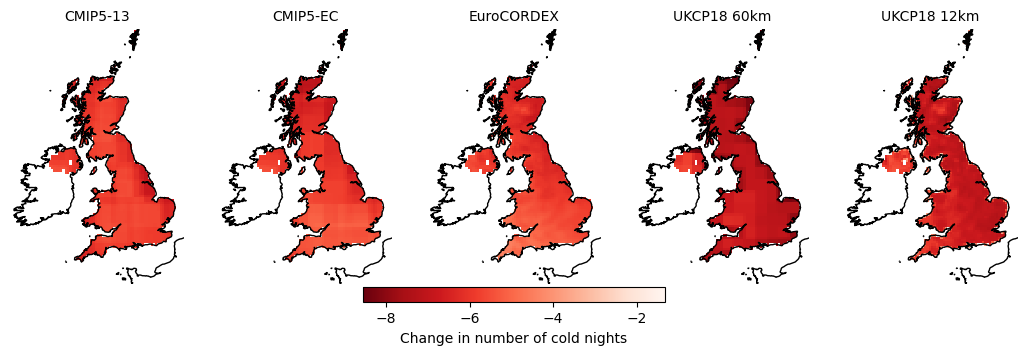 CMIP5-13 CMIP5-EC EuroCORDEX UKCP18 60km UKCP18 12km
−8 −6 −4 −2
Change in number of cold nights